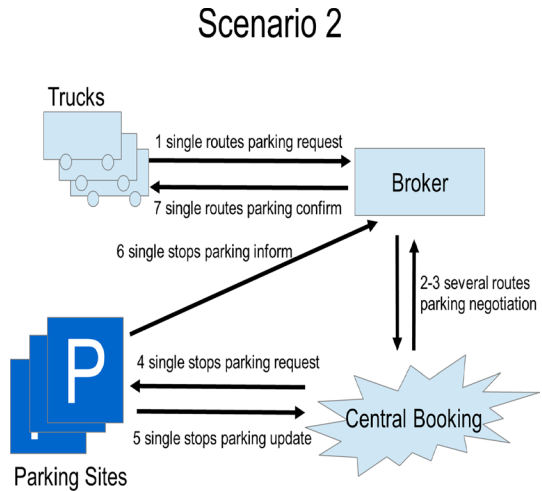 Scenario 2
Trucks
1 single routes parking request
Broker
7 single routes parking confirm
6 single stops parking inform
2-3 several routes
parking negotiation
P
4 single stops parking request
Central Booking
5 single stops parking update
Parking Sites